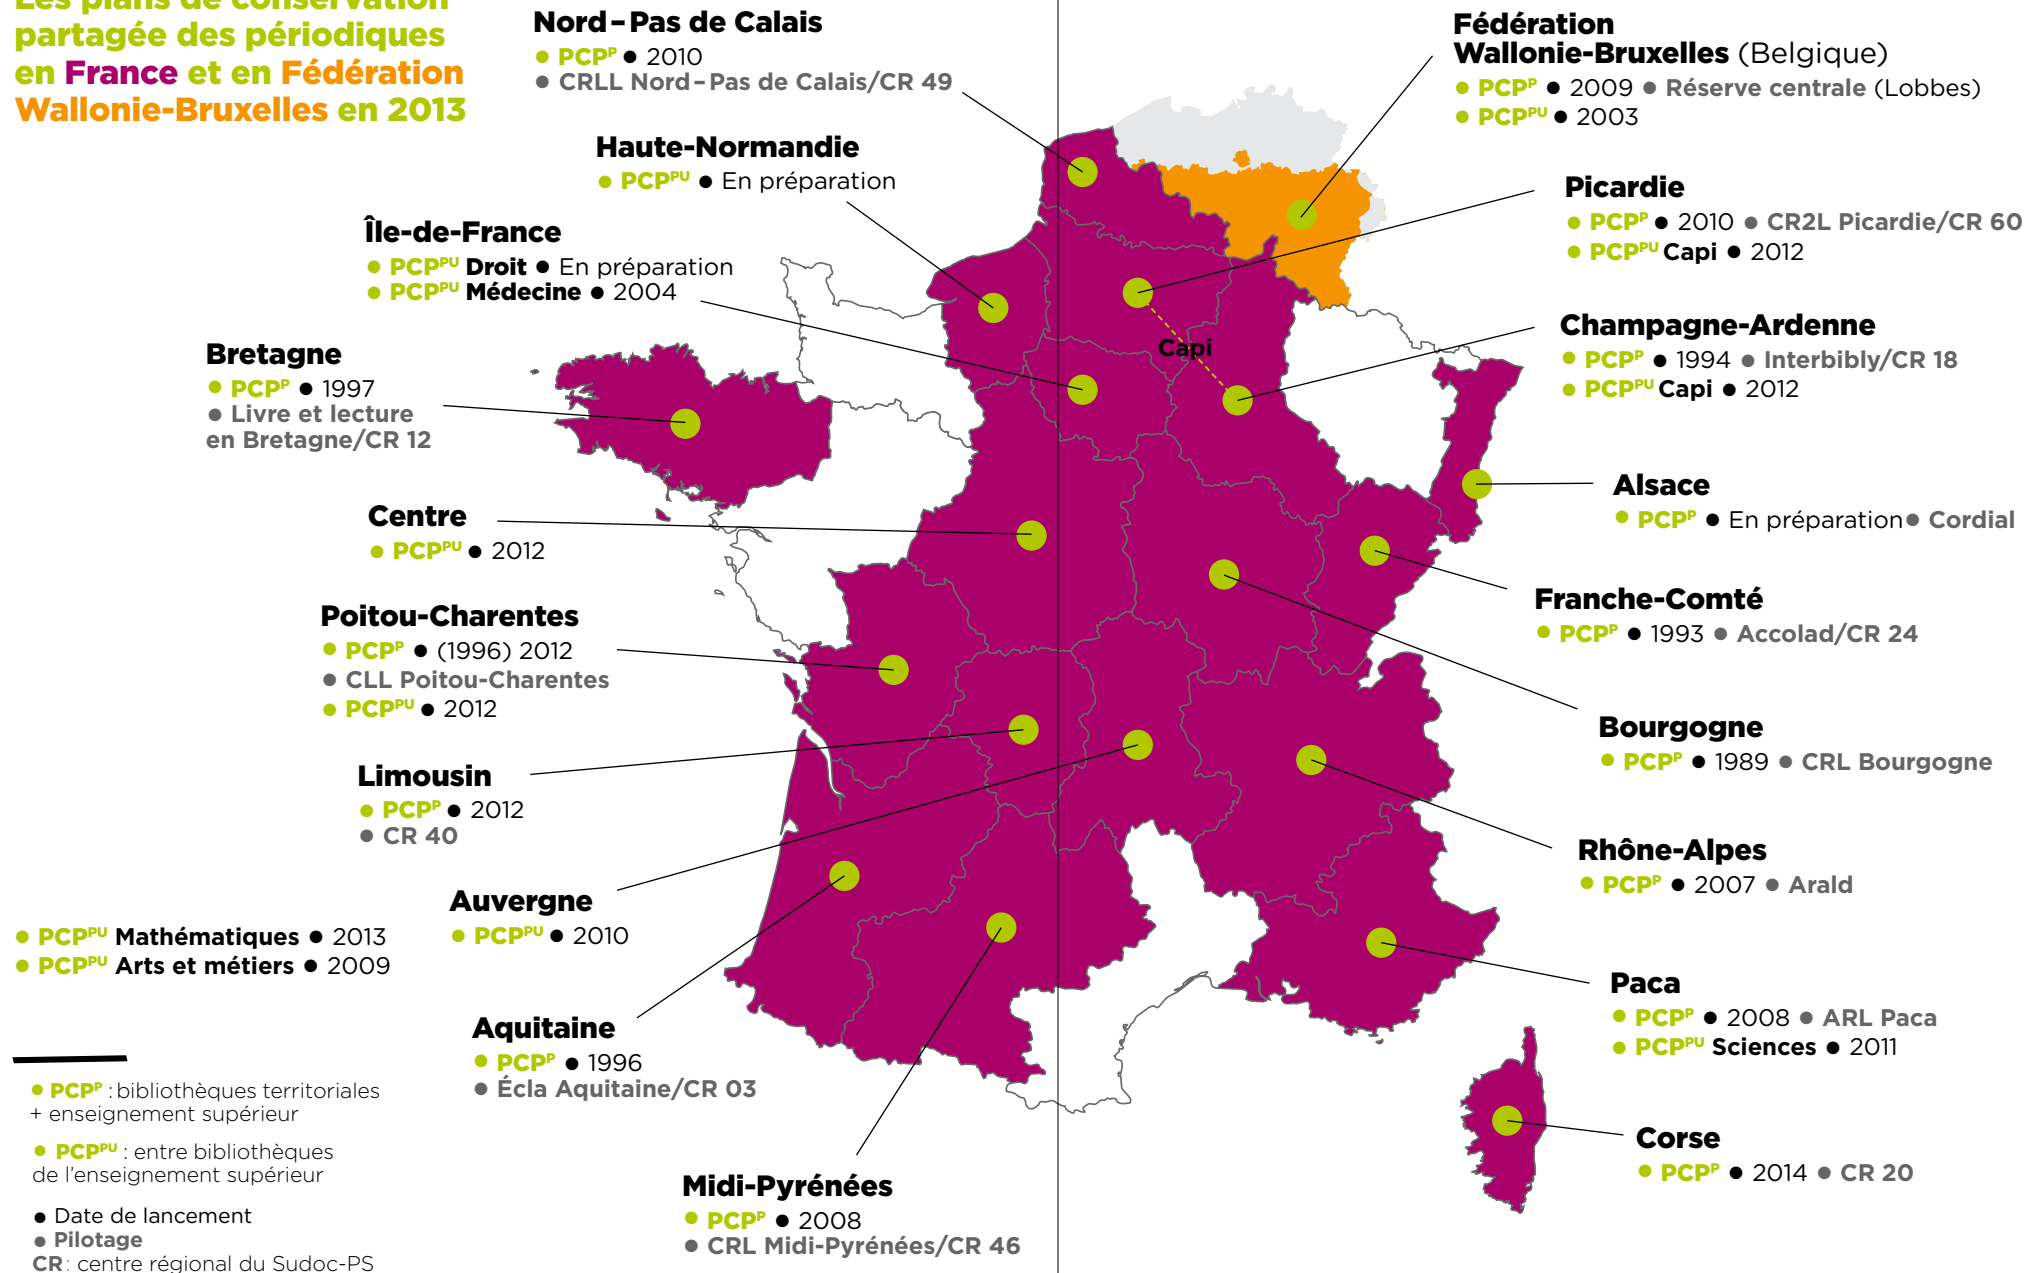 Les plans de conservation
partagée des périodiques
en France et en Fédération
Wallonie-Bruxelles en 2013
Nord – Pas de Calais
● PCPᴾ ● 2010
● CRLL Nord – Pas de Calais/CR 49
Haute-Normandie
● PCPᴾᵁ ● En préparation
Île-de-France
● PCPᴾᵁ Droit ● En préparation
● PCPᴾᵁ Médecine ● 2004
Bretagne
● PCPᴾ ● 1997
● Livre et lecture
en Bretagne/CR 12
Centre
● PCPᴾᵁ ● 2012
Poitou-Charentes
● PCPᴾ ● (1996) 2012
● CLL Poitou-Charentes
● PCPᴾᵁ ● 2012
Limousin
● PCPᴾ ● 2012
● CR 40
Auvergne
● PCPᴾᵁ ● 2010
● PCPᴾᵁ Mathématiques ● 2013
● PCPᴾᵁ Arts et métiers ● 2009
Aquitaine
● PCPᴾ ● 1996
● Écla Aquitaine/CR 03
Midi-Pyrénées
● PCPᴾ ● 2008
● CRL Midi-Pyrénées/CR 46
Capi
Fédération
Wallonie-Bruxelles (Belgique)
● PCPᴾ ● 2009 ● Réserve centrale (Lobbes)
● PCPᴾᵁ ● 2003
Picardie
● PCPᴾ ● 2010 ● CR2L Picardie/CR 60
● PCPᴾᵁ Capi ● 2012
Champagne-Ardenne
● PCPᴾ ● 1994 ● Interbibly/CR 18
● PCPᴾᵁ Capi ● 2012
Alsace
● PCPᴾ ● En préparation ● Cordial
Franche-Comté
● PCPᴾ ● 1993 ● Accolad/CR 24
Bourgogne
● PCPᴾ ● 1989 ● CRL Bourgogne
Rhône-Alpes
● PCPᴾ ● 2007 ● Arald
Paca
● PCPᴾ ● 2008 ● ARL Paca
● PCPᴾᵁ Sciences ● 2011
Corse
● PCPᴾ ● 2014 ● CR 20
● PCPᴾ : bibliothèques territoriales
+ enseignement supérieur
● PCPᴾᵁ : entre bibliothèques
de l'enseignement supérieur
● Date de lancement
● Pilotage
CR : centre régional du Sudoc-PS